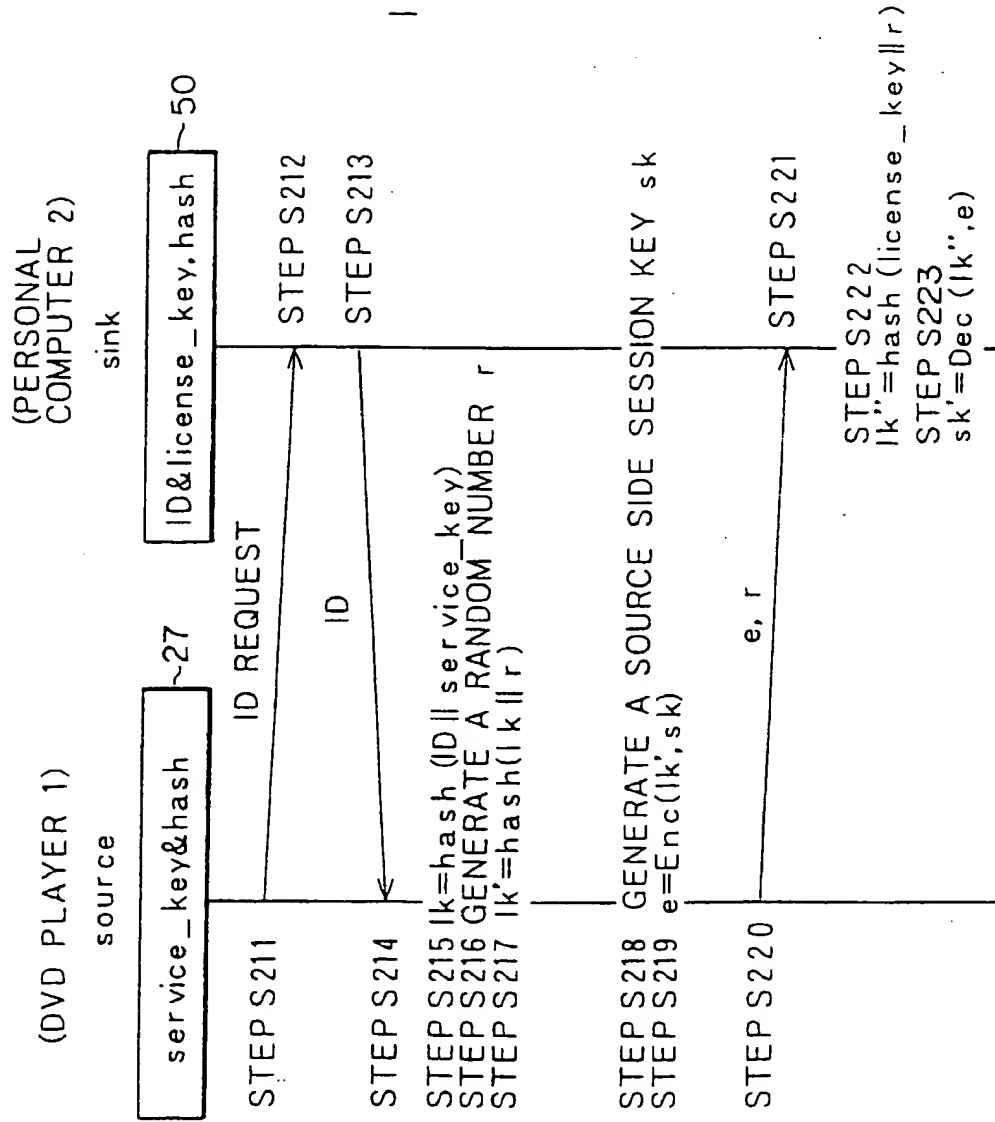 (DVD PLAYER 1)
source
service_key&hash
~27
(PERSONAL
COMPUTER 2)
sink
ID&license_key,hash
~50
STEP S211
ID REQUEST
STEP S212
ID
STEP S213
STEP S214
STEP S215 lk=hash (ID || service_key)
STEP S216 GENERATE A RANDOM NUMBER r
STEP S217 lk'=hash(lk || r)
STEP S218 GENERATE A SOURCE SIDE SESSION KEY sk
STEP S219 e=Enc(lk',sk)
STEP S220
e, r
STEP S221
STEP S222
lk''=hash (license_key || r)
STEP S223
sk'=Dec (lk'',e)